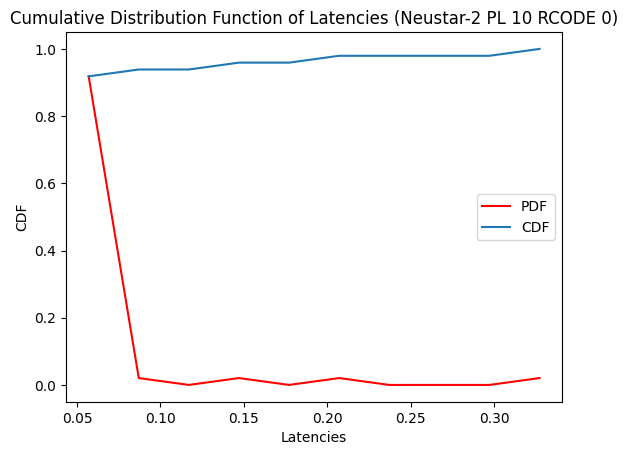 Cumulative Distribution Function of Latencies (Neustar-2 PL 10 RCODE 0)
1.0
0.8
0.6
0.4
0.2
0.0
CDF
PDF
CDF
0.05
0.10
0.15
0.20
0.25
0.30
Latencies